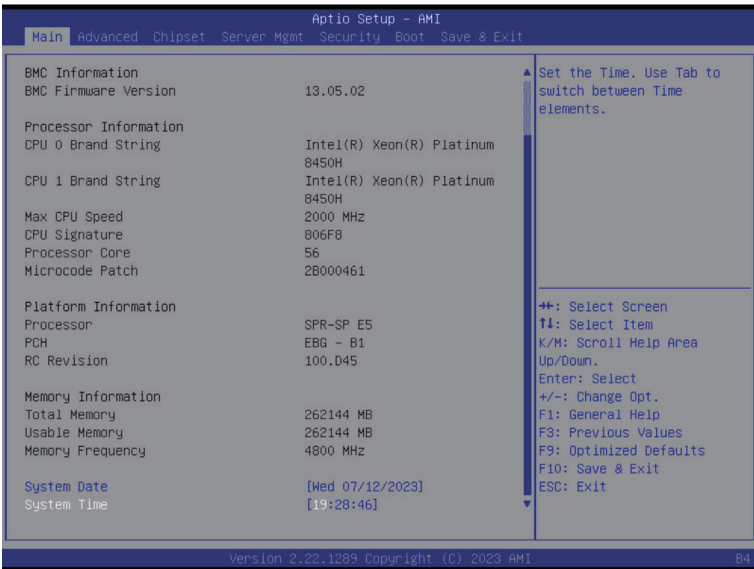 Aptio Setup - AMI
Main Advanced Chipset Server Mgmt Security Boot Save & Exit
BMC Information
BMC Firmware Version 13.05.02
Processor Information
CPU 0 Brand String Intel(R) Xeon(R) Platinum
8450H
CPU 1 Brand String Intel(R) Xeon(R) Platinum
8450H
Max CPU Speed 2000 MHz
CPU Signature 806F8
Processor Core 56
Microcode Patch 2B000461
Platform Information
Processor SPR-SP E5
PCH EBG - B1
RC Revision 100.D45
Memory Information
Total Memory 262144 MB
Usable Memory 262144 MB
Memory Frequency 4800 MHz
System Date [Wed 07/12/2023]
System Time [19:28:46]
Set the Time. Use Tab to
switch between Time
elements.
→←: Select Screen
↑↓: Select Item
K/M: Scroll Help Area
Up/Down.
Enter: Select
+/-: Change Opt.
F1: General Help
F3: Previous Values
F9: Optimized Defaults
F10: Save & Exit
ESC: Exit
Version 2.22.1289 Copyright (C) 2023 AMI
B4